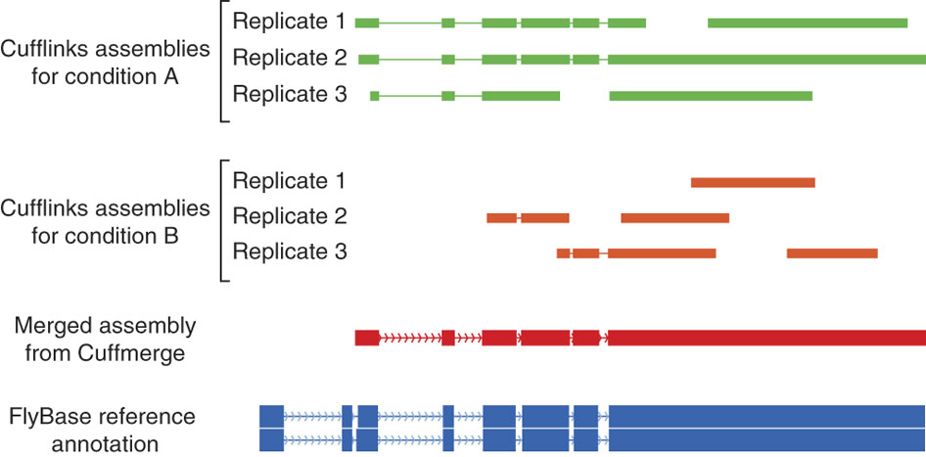 Cufflinks assemblies
for condition A
Replicate 1
Replicate 2
Replicate 3
Cufflinks assemblies
for condition B
Replicate 1
Replicate 2
Replicate 3
Merged assembly
from Cuffmerge
FlyBase reference
annotation